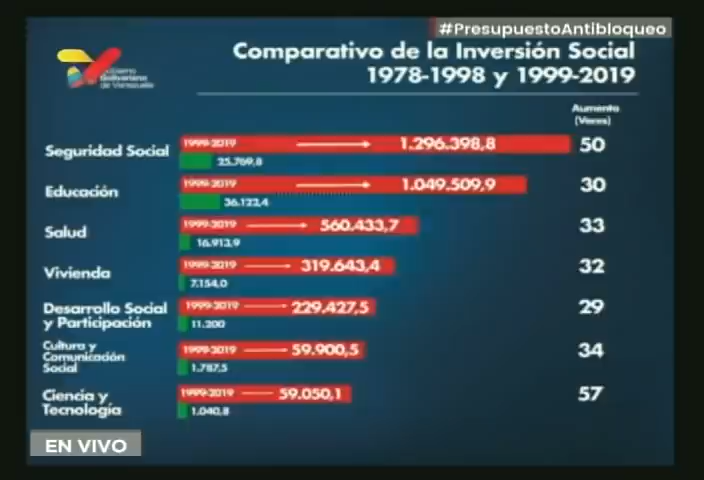 #PresupuestoAntibloqueo
Comparativo de la Inversión Social
1978-1998 y 1999-2019
Gobierno
Bolivariano
de Venezuela
Aumento
(Veces)
Seguridad Social
1999-2019
1.296.398,8
50
25.769,8
Educación
1999-2019
1.049.509,9
30
36.122,4
Salud
1999-2019
560.433,7
33
16.913,9
Vivienda
1999-2019
319.643,4
32
7.154,0
Desarrollo Social
y Participación
1999-2019
229.427,5
29
11.200
Cultura y
Comunicación
Social
1999-2019
59.900,5
34
1.787,5
Ciencia y
Tecnología
1999-2019
59.050,1
57
1.040,8
EN VIVO